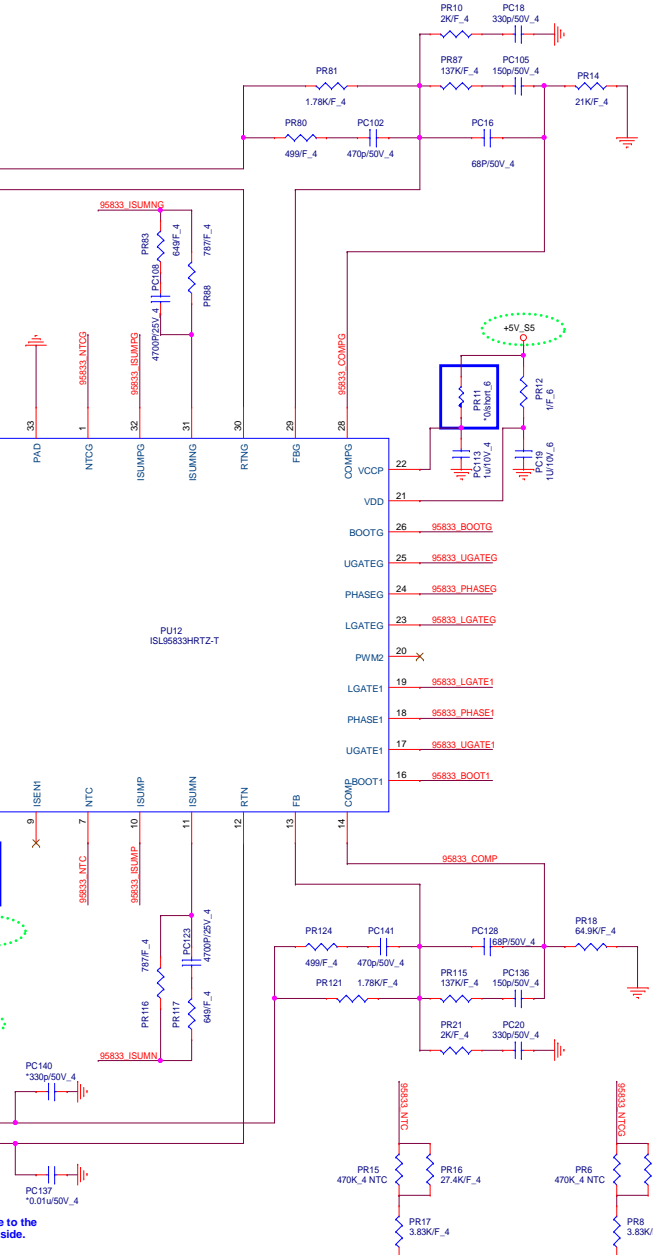 PR10
2K/F_4
PC18
330p/50V_4
PR87
137K/F_4
PC105
150p/50V_4
PR81
1.78K/F_4
PR14
21K/F_4
PR80
499/F_4
PC102
470p/50V_4
PC16
68P/50V_4
95833_ISUMNG
PR83
649/F_4
PC108
4700P/25V_4
787/F_4
PR88
95833_NTCG
95833_ISUMPG
95833_COMPG
+5V_S5
PR11
*0/short_6
PR12
1/F_6
PC113
1u/10V_4
PC19
1U/10V_6
33
PAD
1
NTCG
32
ISUMPG
31
ISUMNG
30
RTNG
29
FBG
28
COMPG
VCCP 22
VDD 21
BOOTG 26 95833_BOOTG
UGATEG 25 95833_UGATEG
PHASEG 24 95833_PHASEG
LGATEG 23 95833_LGATEG
PU12
ISL95833HRTZ-T
PWM2 20
LGATE1 19 95833_LGATE1
PHASE1 18 95833_PHASE1
UGATE1 17 95833_UGATE1
BOOT1 16 95833_BOOT1
ISEN1
9
NTC
7
ISUMP
10
ISUMN
11
RTN
12
FB
13
COMP
14
95833_NTC
95833_ISUMP
95833_COMP
787/F_4
PR116
PC123
4700P/25V_4
PR117
649/F_4
95833_ISUMN
PR124
499/F_4
PC141
470p/50V_4
PC128
68P/50V_4
PR18
64.9K/F_4
PR121
1.78K/F_4
PR115
137K/F_4
PC136
150p/50V_4
PR21
2K/F_4
PC20
330p/50V_4
PC140
*330p/50V_4
PC137
*0.01u/50V_4
e to the
side.
95833_NTC
95833_NTCG
PR15
470K_4 NTC
PR16
27.4K/F_4
PR17
3.83K/F_4
PR6
470K_4 NTC
PR8
3.83K/